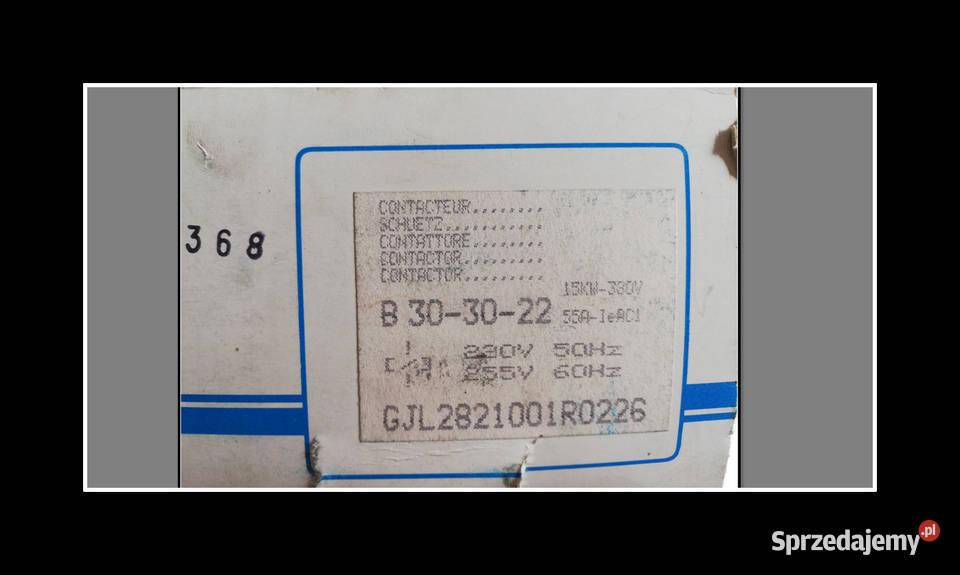 368
CONTACTEUR........
SCHUETZ...........
CONTATTORE........
CONTACTOR.........
CONTACTOR.........
15KW-380V
B 30-30-22 55A-IeAC1
230V 50Hz
255V 60Hz
GJL2821001R0226
Sprzedajemy.pl